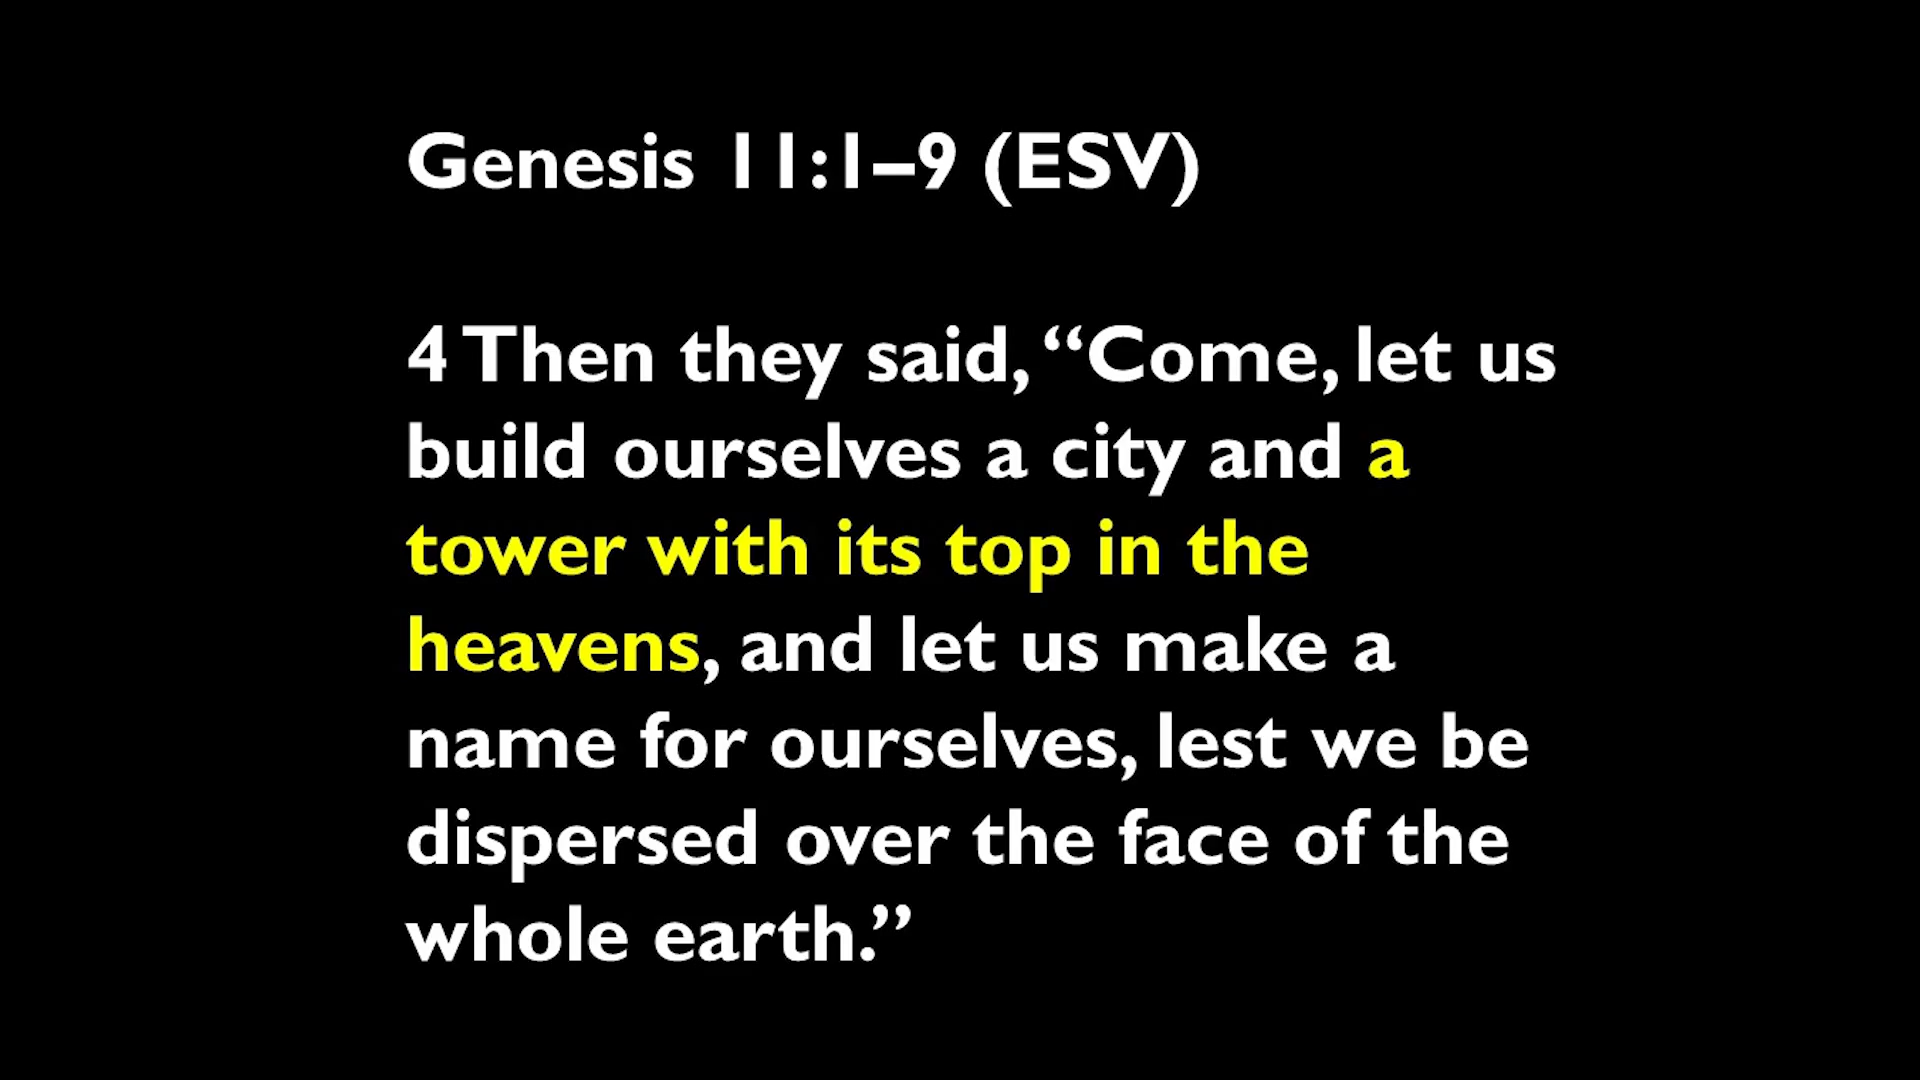 Genesis 11:1–9 (ESV)
4 Then they said, “Come, let us
build ourselves a city and a
tower with its top in the
heavens, and let us make a
name for ourselves, lest we be
dispersed over the face of the
whole earth.”